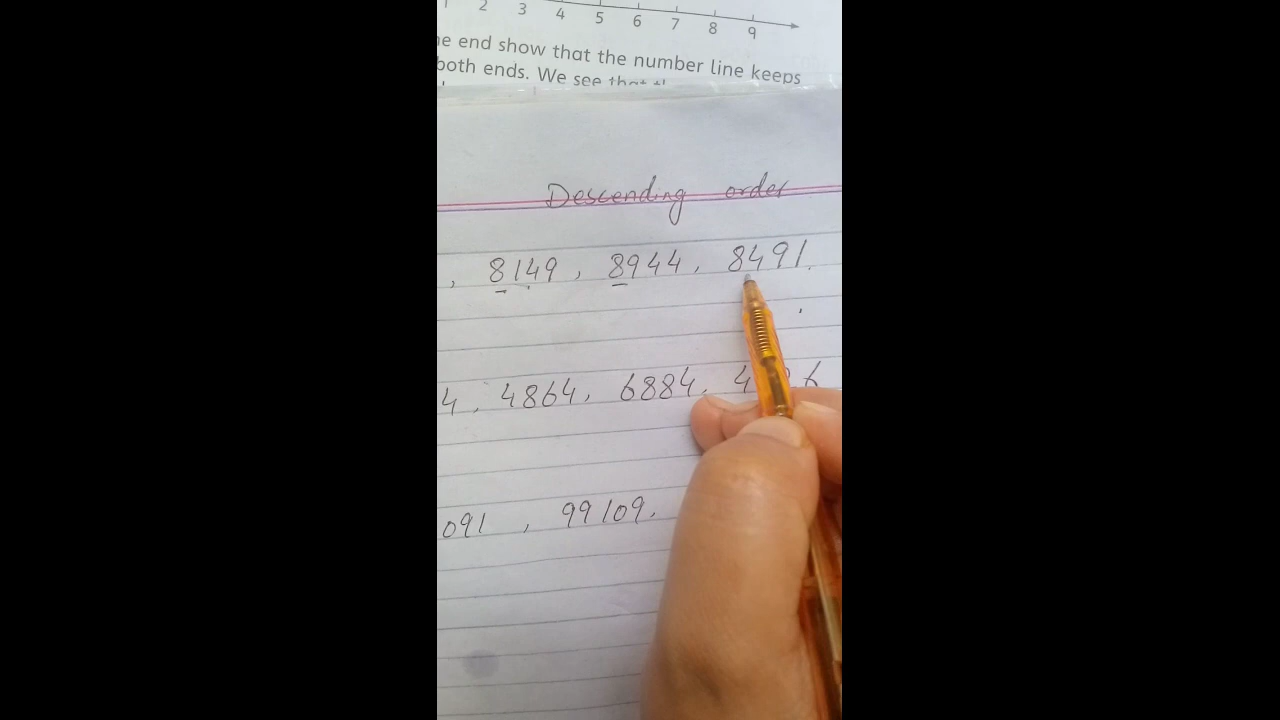 2 3 4 5 6 7 8 9
end show that the number line keeps
both ends. We see that
Descending order
, 8149, 8944, 8491.
4, 4864, 6884,
091, 99109.